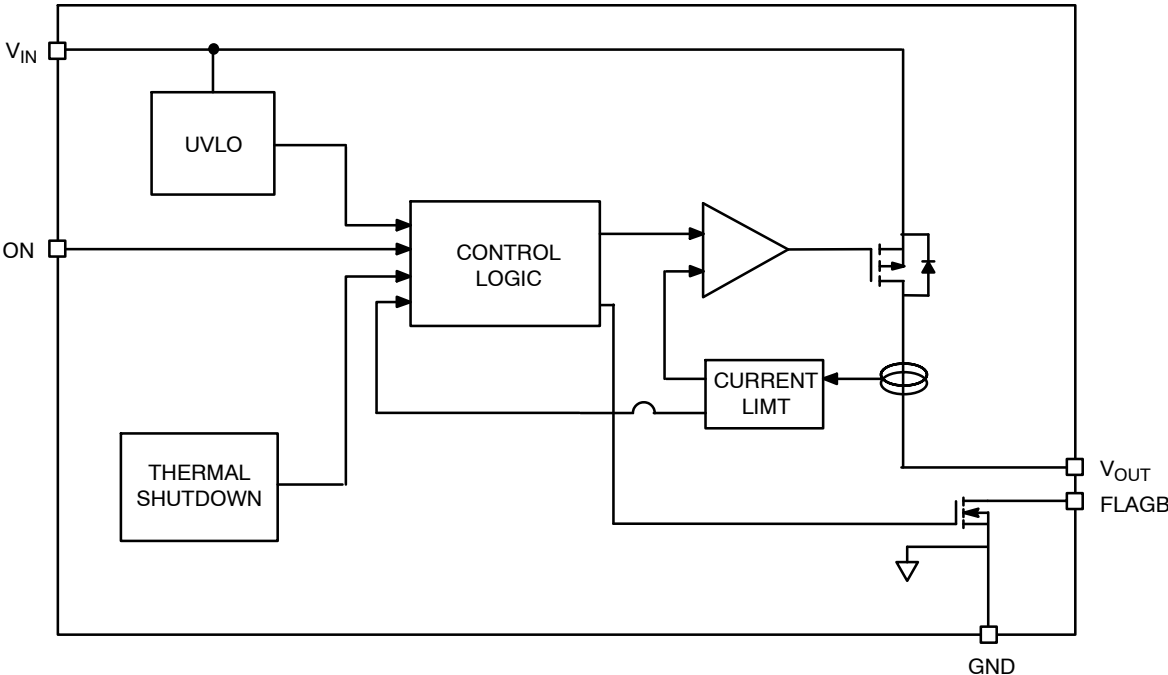 VIN
UVLO
ON
CONTROL
LOGIC
CURRENT
LIMT
THERMAL
SHUTDOWN
VOUT
FLAGB
GND